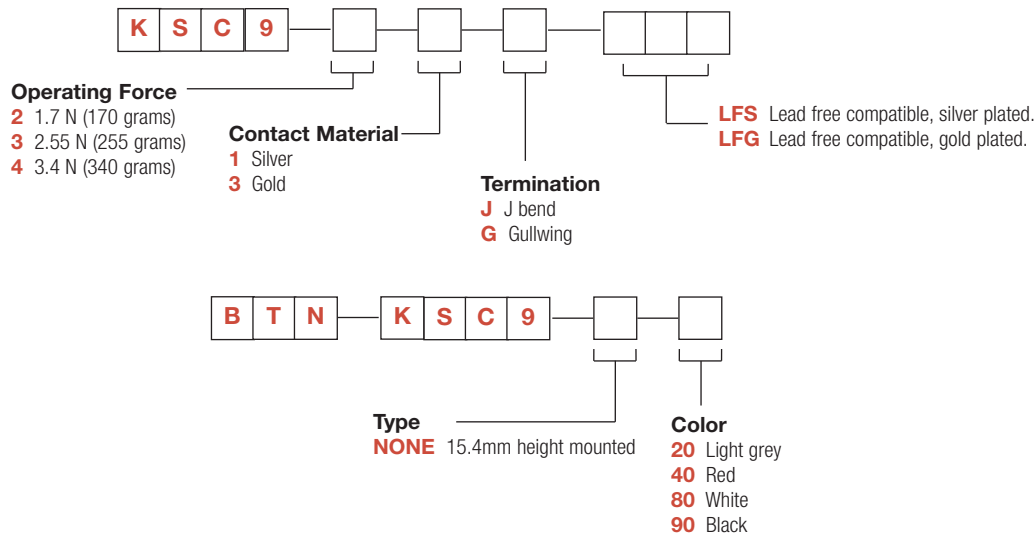 K S C 9
Operating Force
2 1.7 N (170 grams)
3 2.55 N (255 grams)
4 3.4 N (340 grams)
Contact Material
1 Silver
3 Gold
Termination
J J bend
G Gullwing
LFS Lead free compatible, silver plated.
LFG Lead free compatible, gold plated.
B T N K S C 9
Type
NONE 15.4mm height mounted
Color
20 Light grey
40 Red
80 White
90 Black